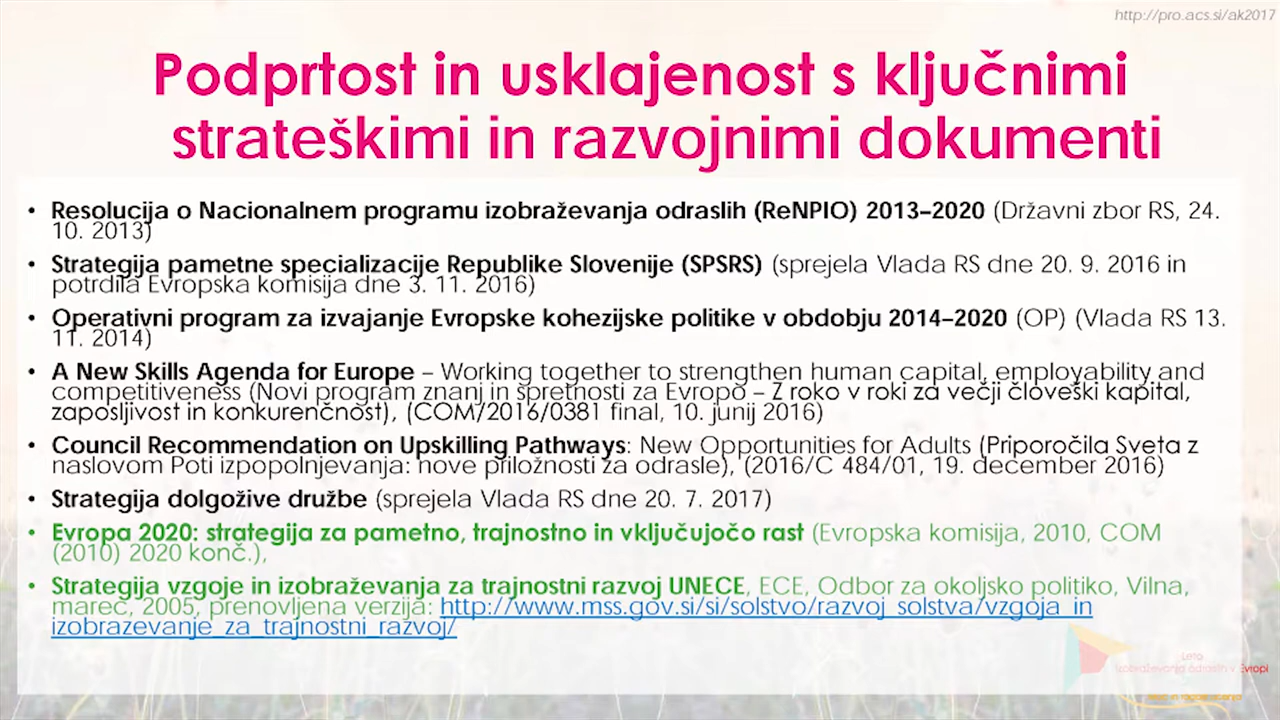 http://pro.acs.si/ak2017
Podprtost in usklajenost s ključnimi
strateškimi in razvojnimi dokumenti
• Resolucija o Nacionalnem programu izobraževanja odraslih (ReNPIO) 2013–2020 (Državni zbor RS, 24.
10. 2013)
• Strategija pametne specializacije Republike Slovenije (SPSRS) (sprejela Vlada RS dne 20. 9. 2016 in
potrdila Evropska komisija dne 3. 11. 2016)
• Operativni program za izvajanje Evropske kohezijske politike v obdobju 2014–2020 (OP) (Vlada RS 13.
11. 2014)
• A New Skills Agenda for Europe – Working together to strengthen human capital, employability and
competitiveness (Novi program znanj in spretnosti za Evropo – Z roko v roki za večji človeški kapital,
zaposljivost in konkurenčnost), (COM/2016/0381 final, 10. junij 2016)
• Council Recommendation on Upskilling Pathways: New Opportunities for Adults (Priporočila Sveta z
naslovom Poti izpopolnjevanja: nove priložnosti za odrasle), (2016/C 484/01, 19. december 2016)
• Strategija dolgožive družbe (sprejela Vlada RS dne 20. 7. 2017)
• Evropa 2020: strategija za pametno, trajnostno in vključujočo rast (Evropska komisija, 2010, COM
(2010) 2020 konč.),
• Strategija vzgoje in izobraževanja za trajnostni razvoj UNECE, ECE, Odbor za okoljsko politiko, Vilna,
marec, 2005, prenovljena verzija: http://www.mss.gov.si/si/solstvo/razvoj_solstva/vzgoja_in
izobrazevanje_za_trajnostni_razvoj/
Leto
izobraževanja odraslih v Evropi